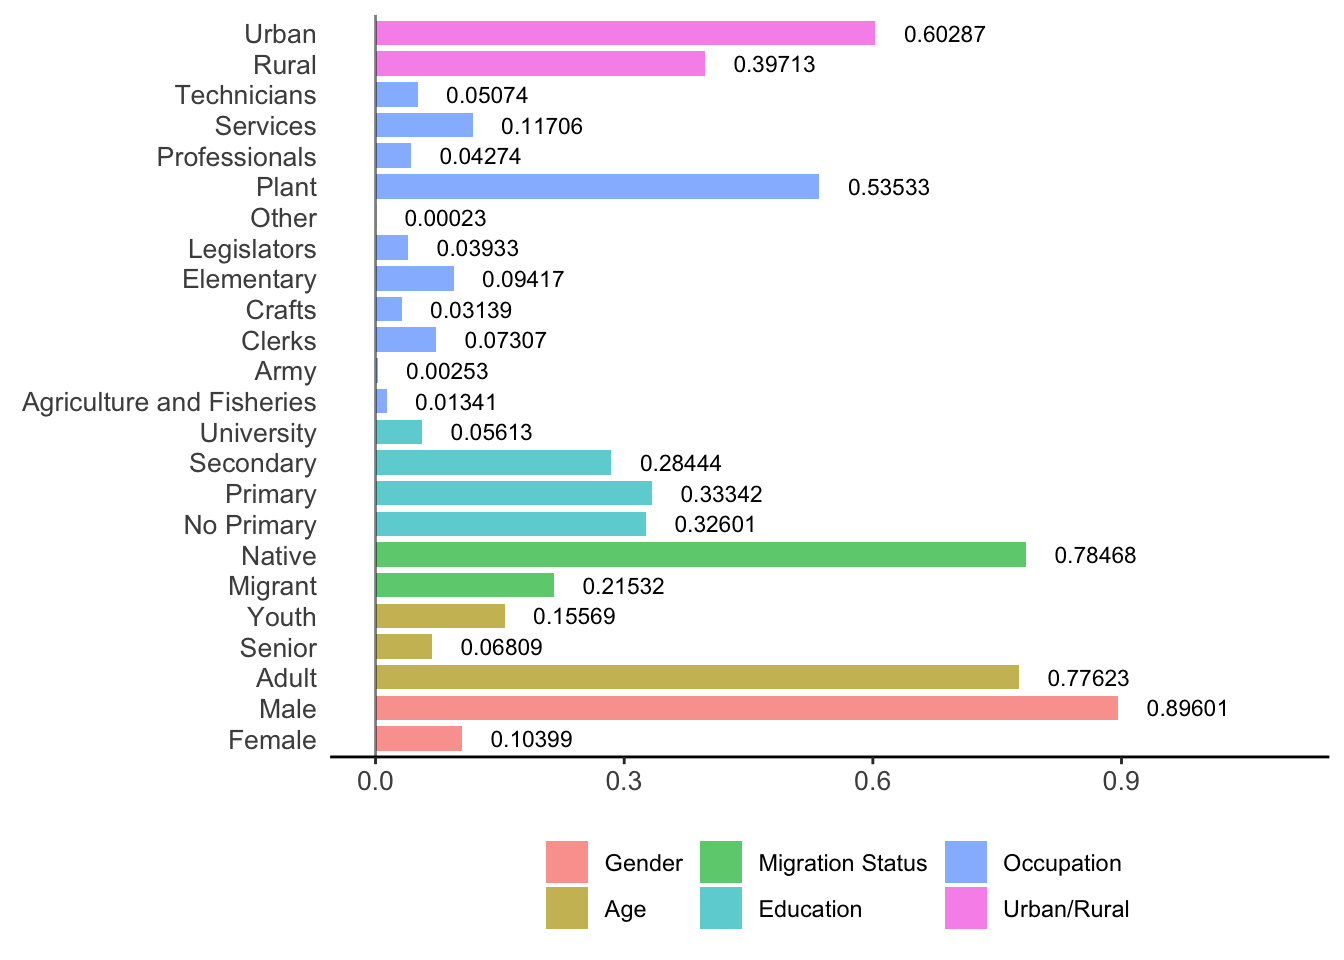 Urban 0.60287
Rural 0.39713
Technicians 0.05074
Services 0.11706
Professionals 0.04274
Plant 0.53533
Other 0.00023
Legislators 0.03933
Elementary 0.09417
Crafts 0.03139
Clerks 0.07307
Army 0.00253
Agriculture and Fisheries 0.01341
University 0.05613
Secondary 0.28444
Primary 0.33342
No Primary 0.32601
Native 0.78468
Migrant 0.21532
Youth 0.15569
Senior 0.06809
Adult 0.77623
Male 0.89601
Female 0.10399
0.0 0.3 0.6 0.9
Gender Migration Status Occupation
Age Education Urban/Rural